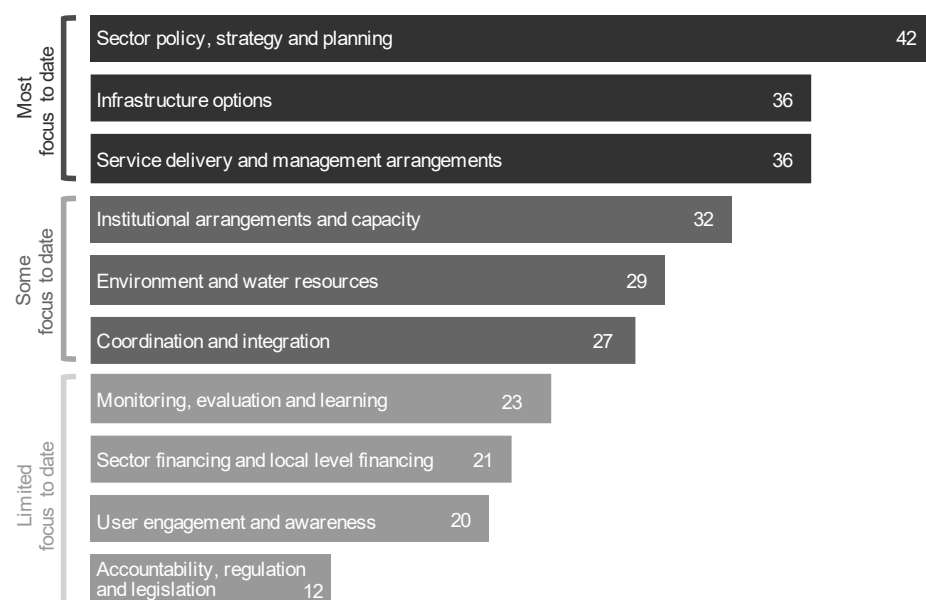 Most
focus to date
Sector policy, strategy and planning 42
Infrastructure options 36
Service delivery and management arrangements 36
Some
focus to date
Institutional arrangements and capacity 32
Environment and water resources 29
Coordination and integration 27
Limited
focus to date
Monitoring, evaluation and learning 23
Sector financing and local level financing 21
User engagement and awareness 20
Accountability, regulation
and legislation 12